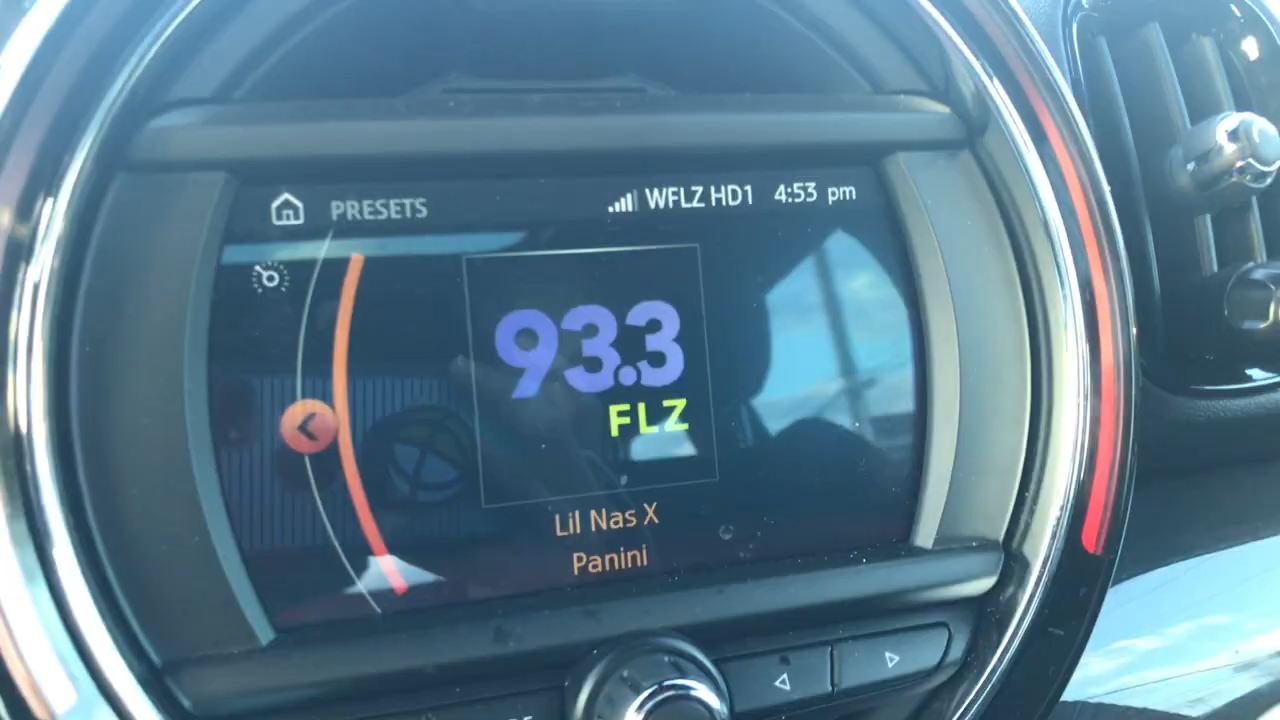 PRESETS
WFLZ HD1 4:53 pm
93.3
FLZ
Lil Nas X
Panini